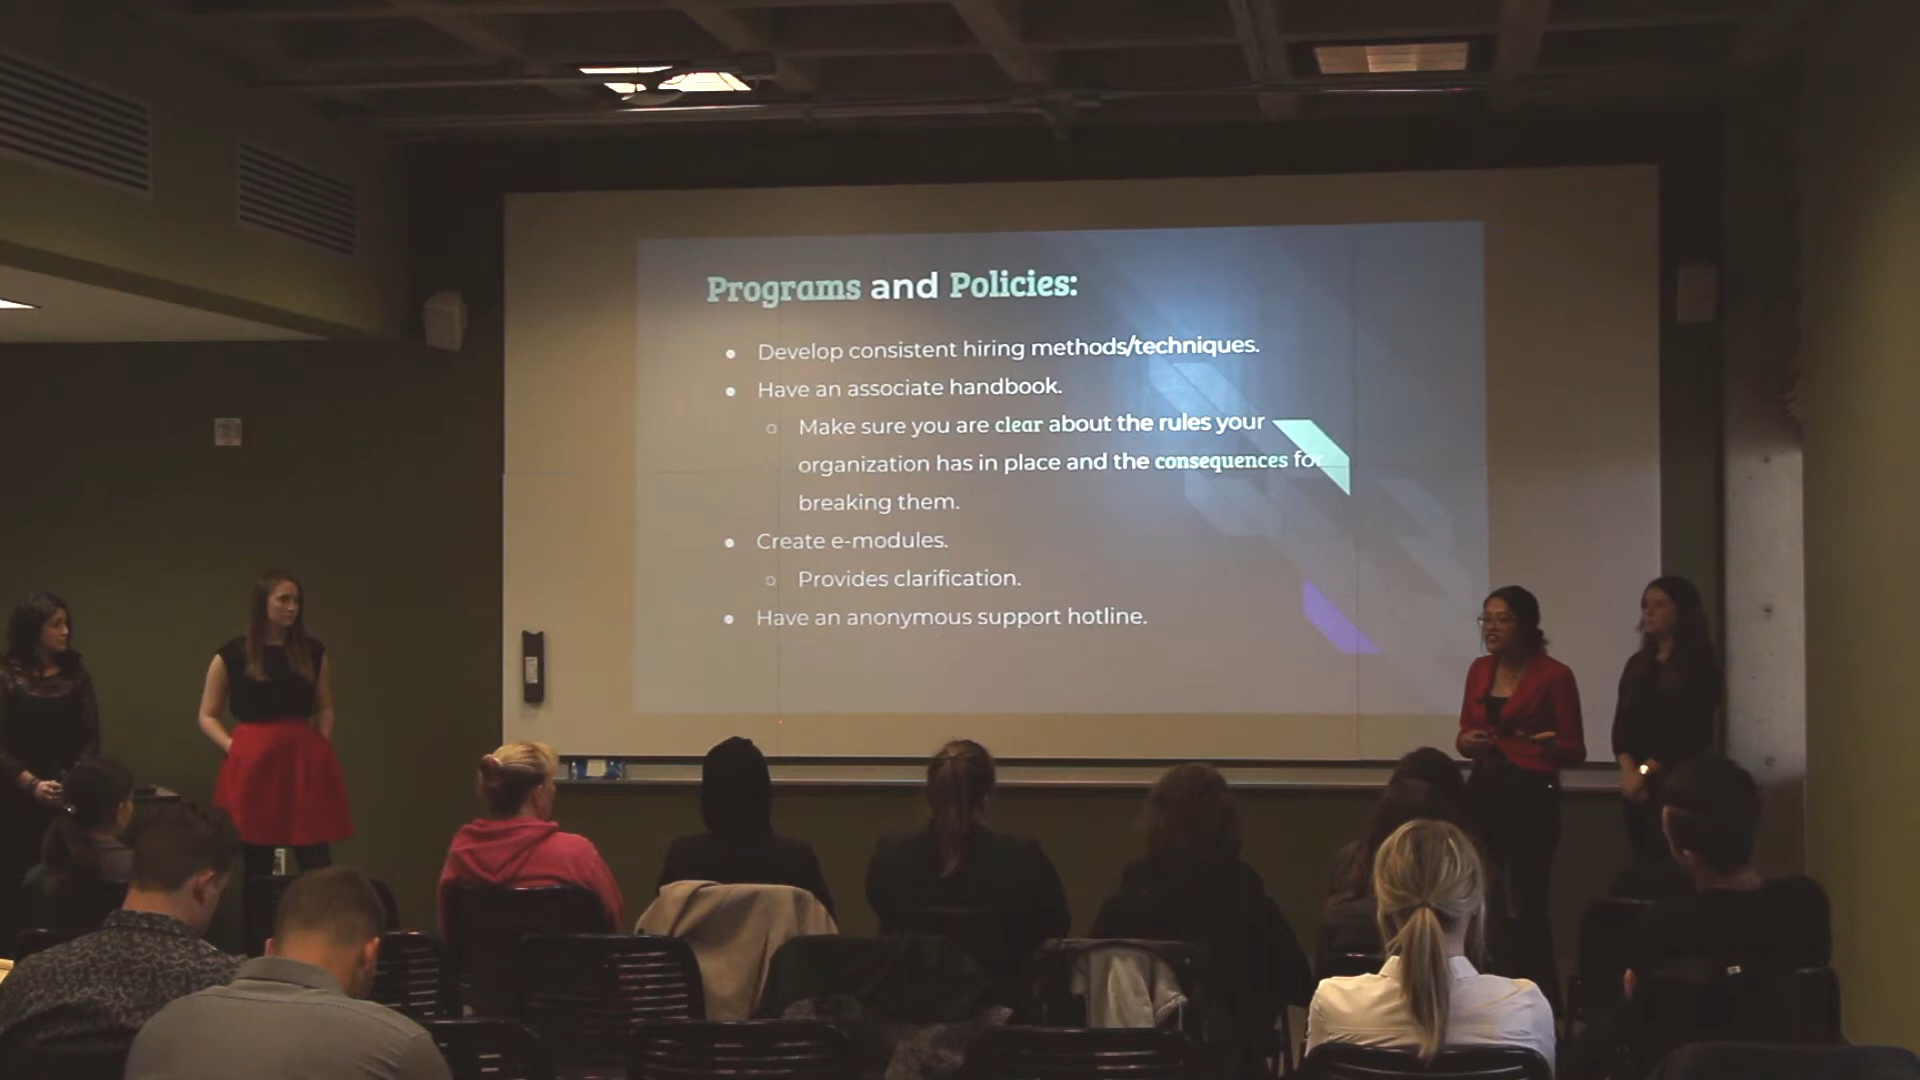 Programs and Policies:
● Develop consistent hiring methods/techniques.
● Have an associate handbook.
○ Make sure you are clear about the rules your
organization has in place and the consequences for
breaking them.
● Create e-modules.
○ Provides clarification.
● Have an anonymous support hotline.